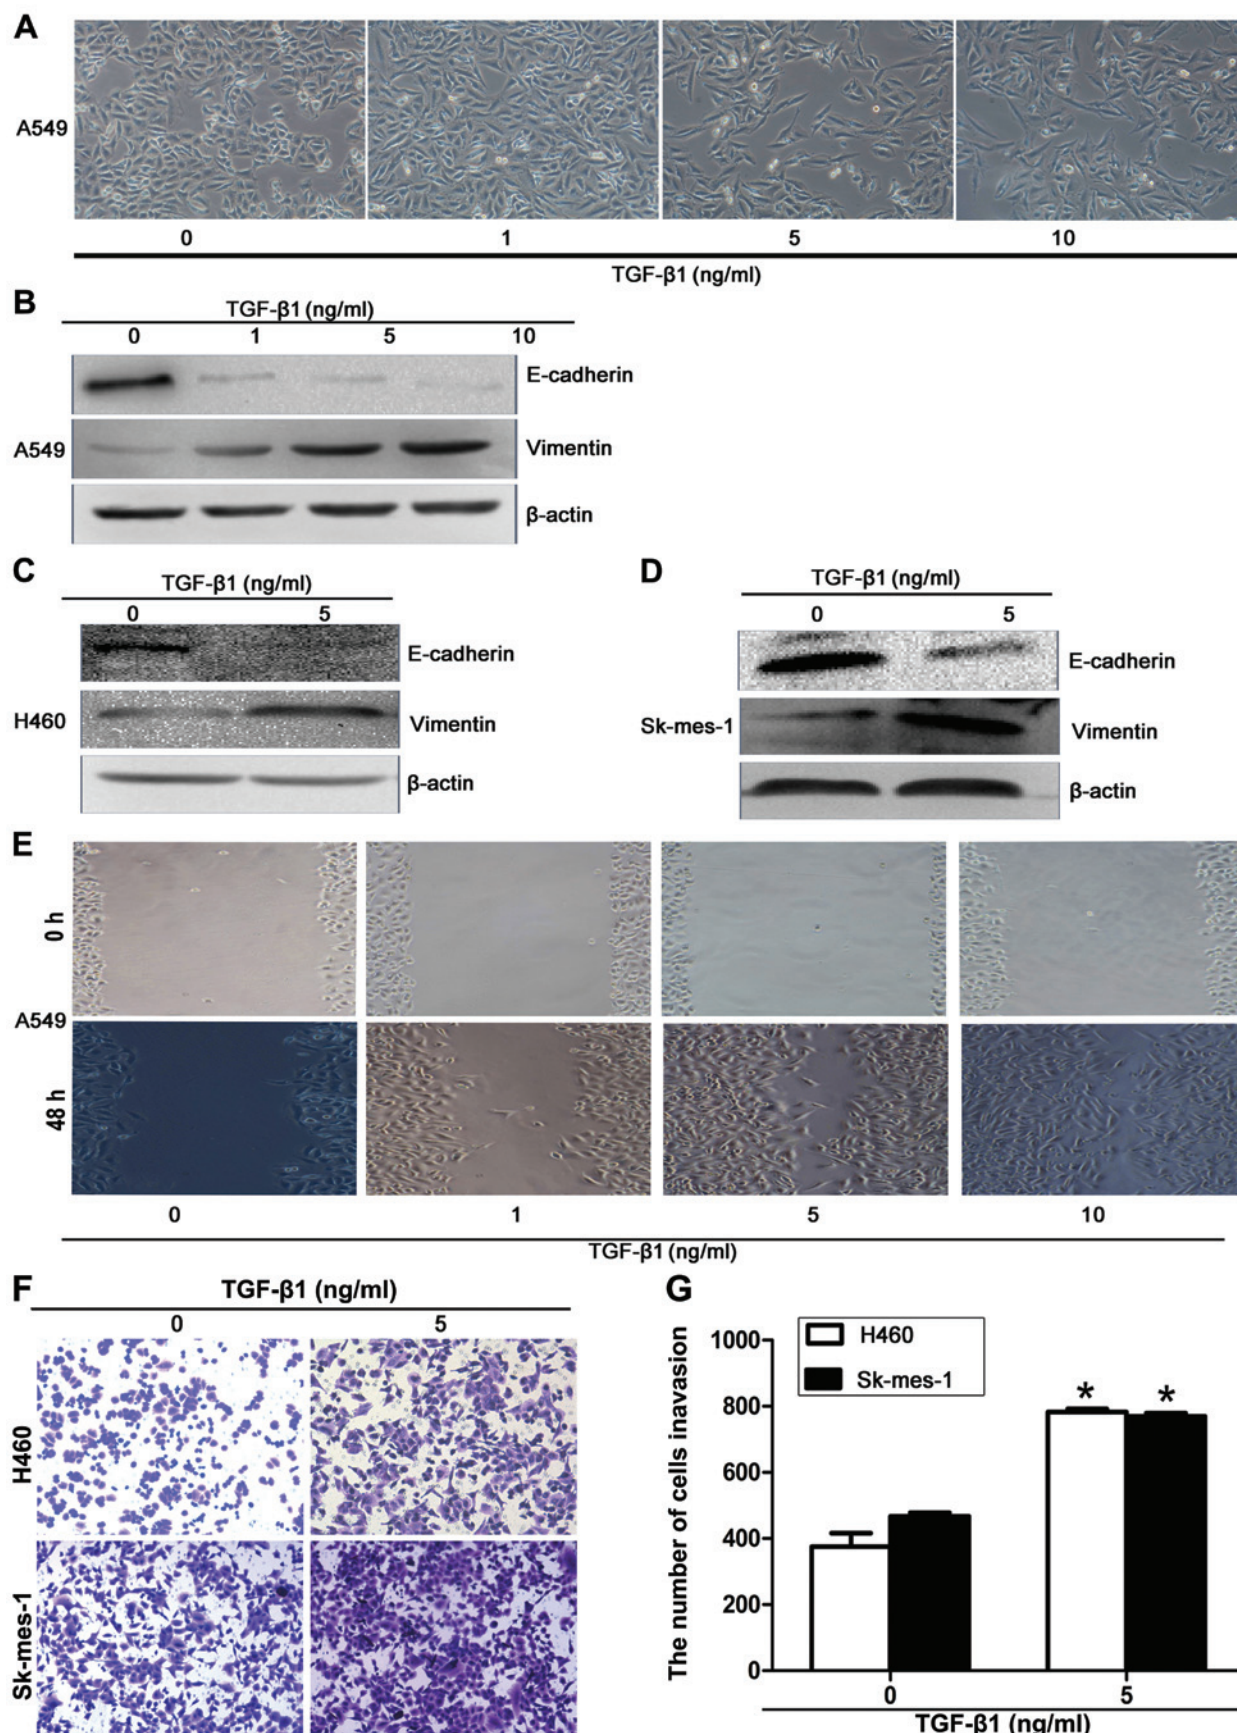 A
A549
0 1 5 10
TGF-β1 (ng/ml)
B
TGF-β1 (ng/ml)
0 1 5 10
E-cadherin
A549
Vimentin
β-actin
C
TGF-β1 (ng/ml)
0 5
E-cadherin
H460
Vimentin
β-actin
D
TGF-β1 (ng/ml)
0 5
E-cadherin
Sk-mes-1
Vimentin
β-actin
E
0 h
A549
48 h
0 1 5 10
TGF-β1 (ng/ml)
F
TGF-β1 (ng/ml)
0 5
H460
Sk-mes-1
G
The number of cells inavasion
1000
800
600
400
200
0
H460
Sk-mes-1
* *
0 5
TGF-β1 (ng/ml)